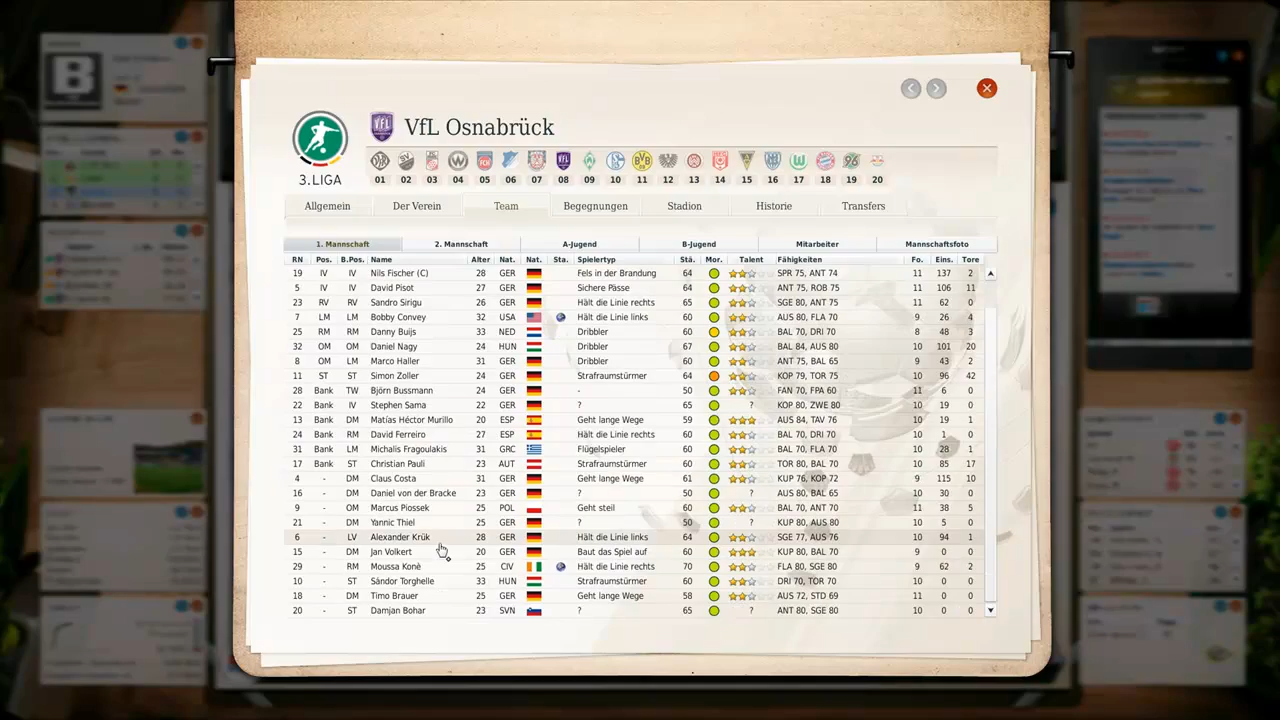 VfL Osnabrück
3.LIGA
01 02 03 04 05 06 07 08 09 10 11 12 13 14 15 16 17 18 19 20
Allgemein Der Verein Team Begegnungen Stadion Historie Transfers
1. Mannschaft 2. Mannschaft A-Jugend B-Jugend Mitarbeiter Mannschaftsfoto
RN Pos. B.Pos. Name Alter Nat. Nat. Sta. Spielertyp Stä. Mor. Talent Fähigkeiten Fo. Eins. Tore
19 IV IV Nils Fischer (C) 28 GER Fels in der Brandung 64 SPR 75, ANT 74 11 137 2
5 IV IV David Pisot 27 GER Sichere Pässe 64 ANT 75, ROB 75 11 106 11
23 RV RV Sandro Sirigu 26 GER Hält die Linie rechts 65 SGE 80, ANT 75 11 62 0
7 LM LM Bobby Convey 32 USA Hält die Linie links 60 AUS 80, FLA 70 9 26 4
25 RM RM Danny Buijs 33 NED Dribbler 60 BAL 70, DRI 70 8 48 3
32 OM OM Daniel Nagy 24 HUN Dribbler 67 BAL 84, AUS 80 10 101 20
8 OM LM Marco Haller 31 GER Dribbler 60 ANT 75, BAL 65 9 43 2
11 ST ST Simon Zoller 24 GER Strafraumstürmer 64 KOP 79, TOR 75 10 96 42
28 Bank TW Björn Bussmann 24 GER - 50 FAN 70, FPA 60 11 6 0
22 Bank IV Stephen Sama 22 GER ? 65 ? KOP 80, ZWE 80 10 19 0
13 Bank DM Matías Héctor Murillo 20 ESP Geht lange Wege 59 AUS 84, TAV 76 10 19 1
24 Bank RM David Ferreiro 27 ESP Hält die Linie rechts 60 BAL 70, DRI 70 10 1 0
31 Bank LM Michalis Fragoulakis 31 GRC Flügelspieler 60 BAL 70, FLA 70 9 28 1
17 Bank ST Christian Pauli 23 AUT Strafraumstürmer 64 TOR 80, BAL 70 10 85 17
4 - DM Claus Costa 31 GER Geht lange Wege 61 KUP 76, KOP 72 9 115 10
16 - DM Daniel von der Bracke 23 GER ? 50 ? AUS 80, BAL 65 10 30 0
9 - OM Marcus Piossek 25 POL Geht steil 60 BAL 70, ANT 70 11 38 5
21 - DM Yannic Thiel 25 GER ? 50 ? KUP 80, AUS 80 10 5 0
6 - LV Alexander Krük 28 GER Hält die Linie links 64 SGE 77, AUS 76 10 94 1
15 - DM Jan Volkert 20 GER Baut das Spiel auf 60 KUP 80, BAL 70 9 0 0
29 - RM Moussa Konè 25 CIV Hält die Linie rechts 70 FLA 80, SGE 80 9 62 2
10 - ST Sándor Torghelle 33 HUN Strafraumstürmer 60 DRI 70, TOR 70 10 0 0
18 - DM Timo Brauer 25 GER Geht lange Wege 58 AUS 72, STD 69 11 0 0
20 - ST Damjan Bohar 23 SVN ? 65 ? ANT 80, SGE 80 10 0 0